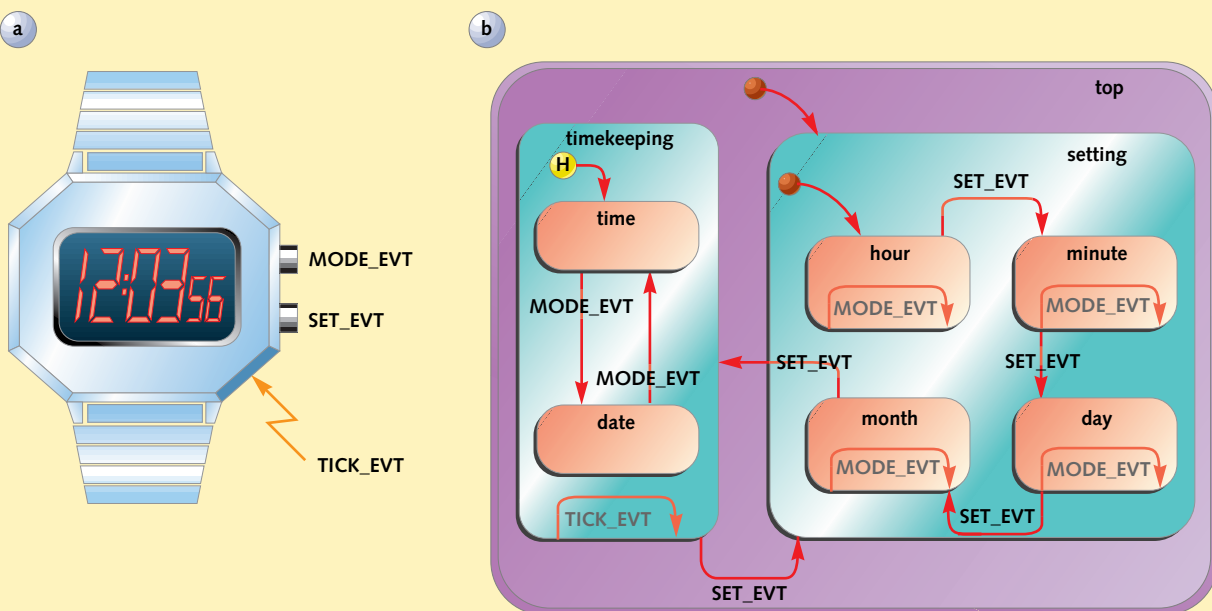 a
12:03 56
MODE_EVT
SET_EVT
TICK_EVT
b
top
timekeeping
H
time
MODE_EVT
MODE_EVT
date
TICK_EVT
SET_EVT
setting
SET_EVT
hour
MODE_EVT
minute
MODE_EVT
SET_EVT
SET_EVT
month
MODE_EVT
day
MODE_EVT
SET_EVT